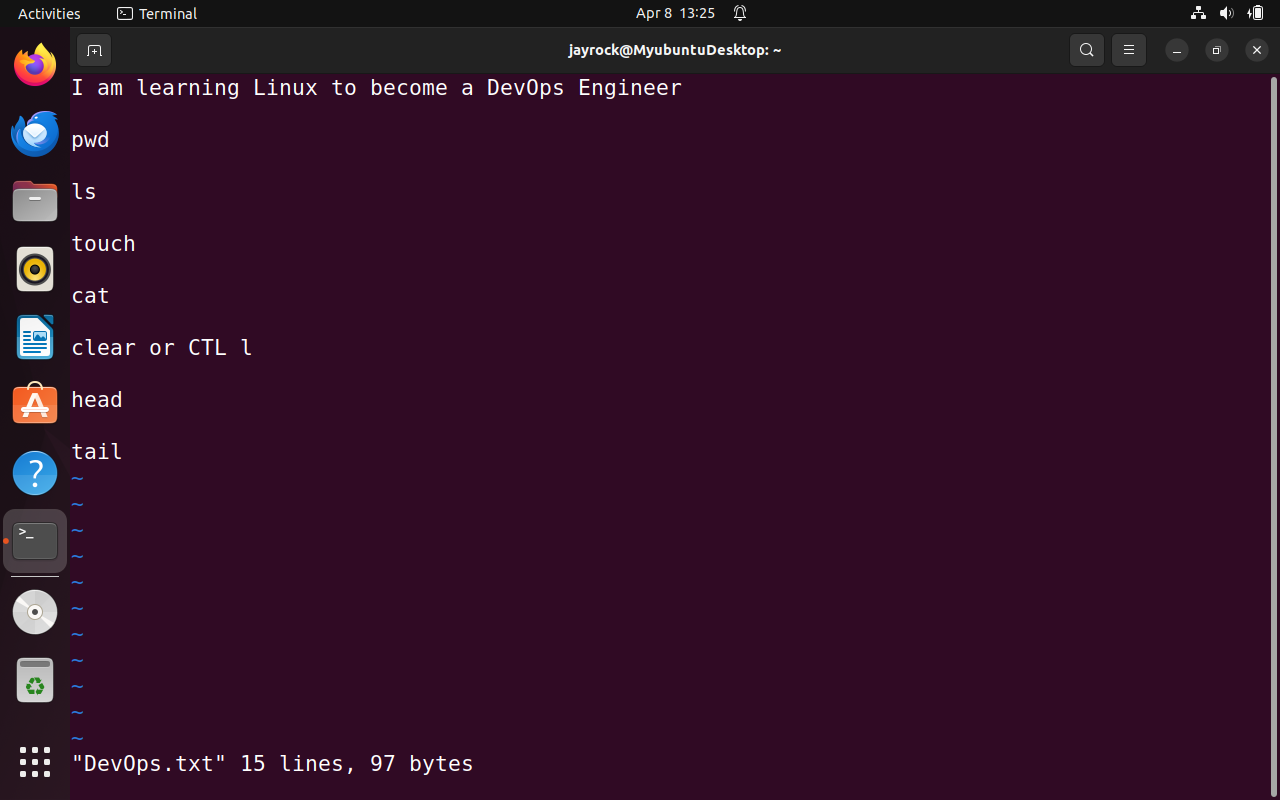 Activities
Terminal
Apr 8 13:25
jayrock@MyubuntuDesktop: ~
I am learning Linux to become a DevOps Engineer
pwd
ls
touch
cat
clear or CTL l
head
tail
~
~
~
~
~
~
~
~
~
~
~
"DevOps.txt" 15 lines, 97 bytes